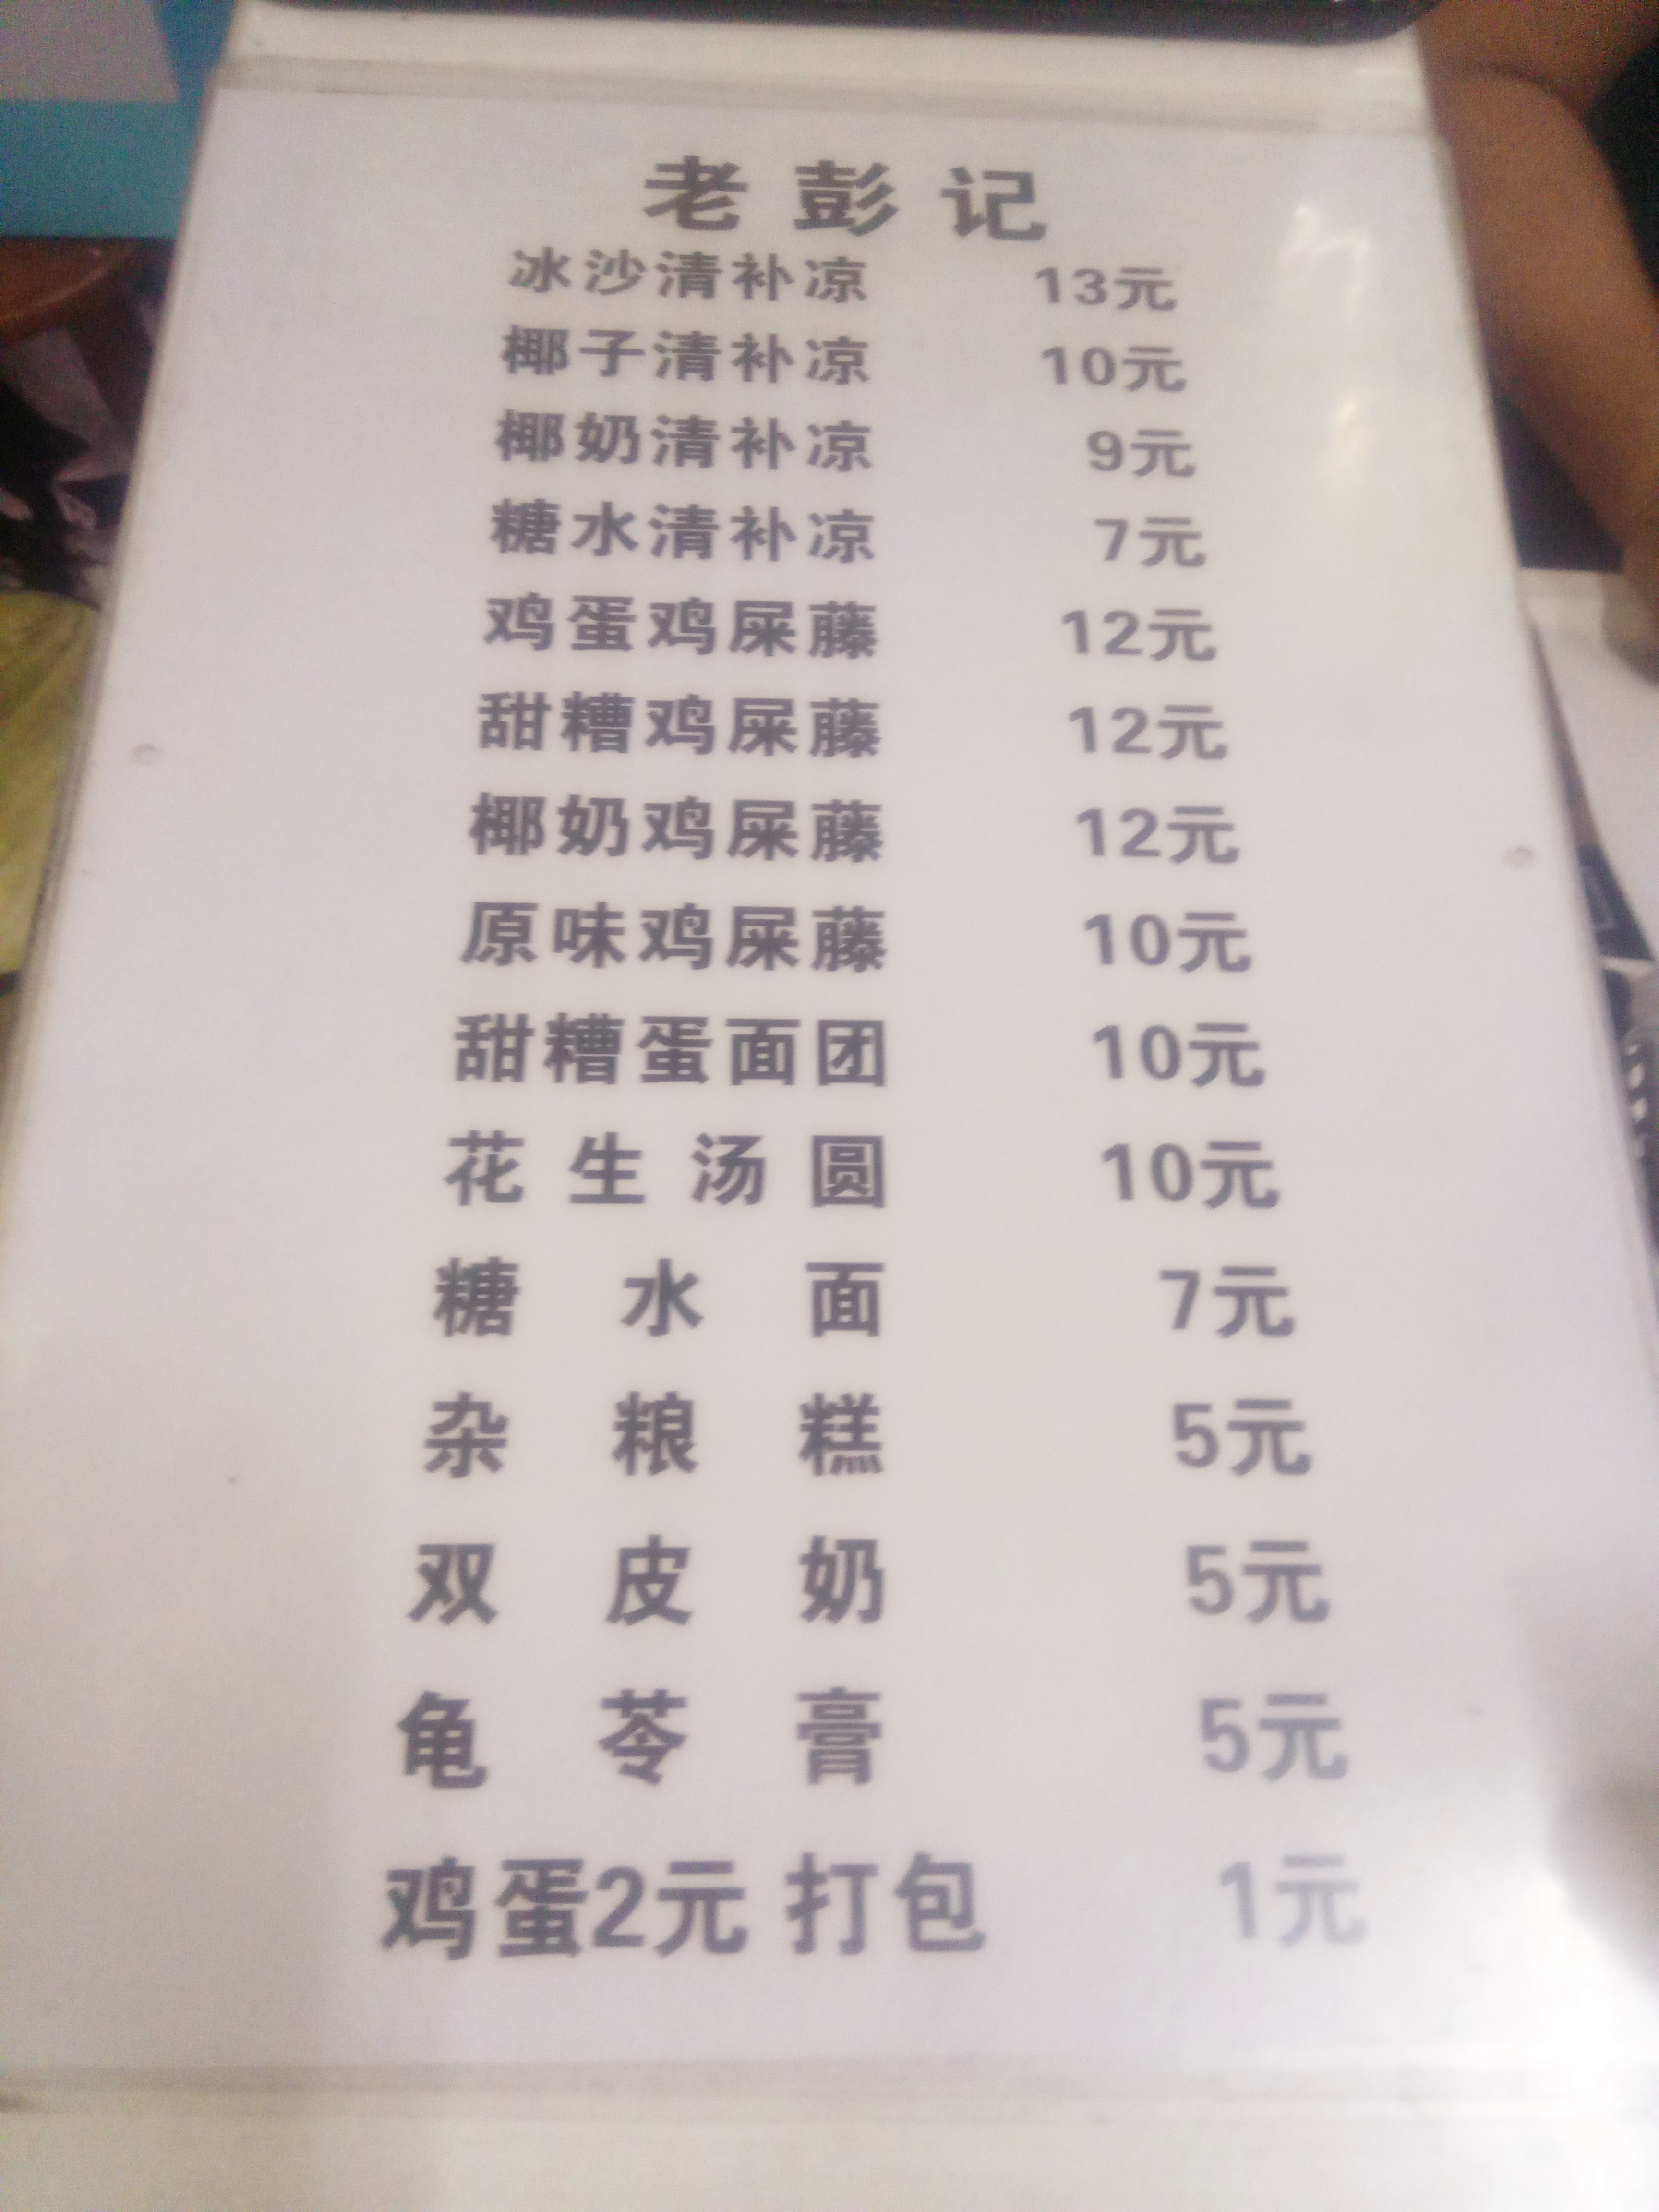 老彭记
冰沙清补凉 13元
椰子清补凉 10元
椰奶清补凉 9元
糖水清补凉 7元
鸡蛋鸡屎藤 12元
甜糟鸡屎藤 12元
椰奶鸡屎藤 12元
原味鸡屎藤 10元
甜糟蛋面团 10元
花生汤圆 10元
糖水面 7元
杂粮糕 5元
双皮奶 5元
龟苓膏 5元
鸡蛋2元 打包 1元